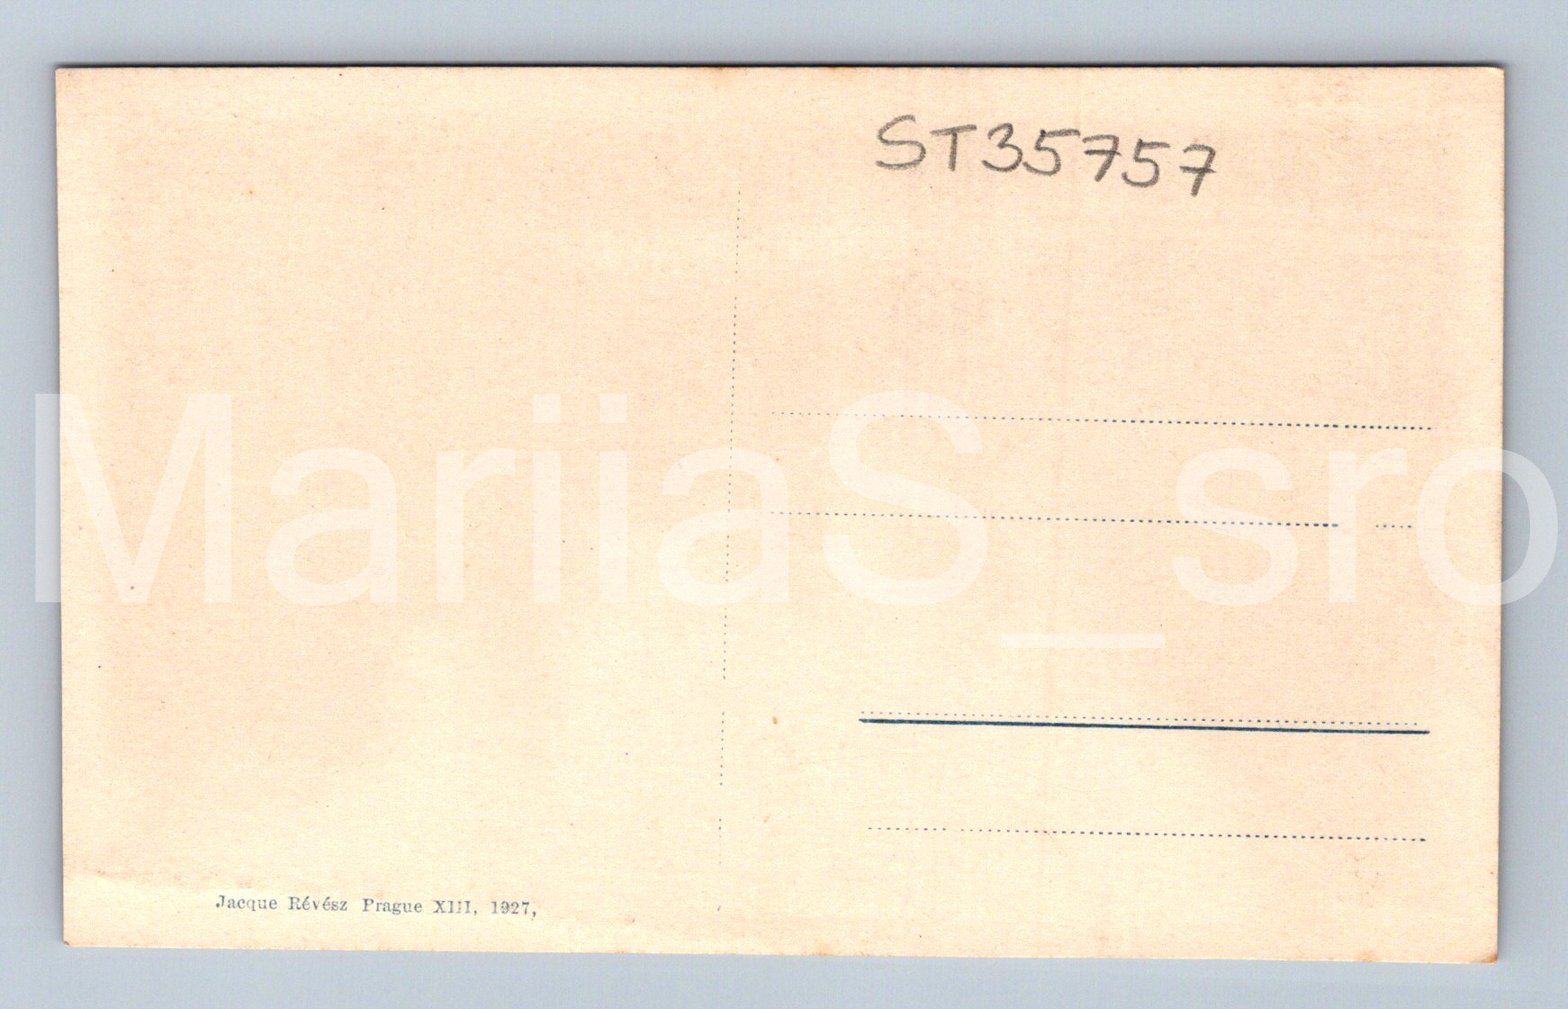 ST35757
MariiaS_sro
Jacque Révész Prague XIII, 1927,